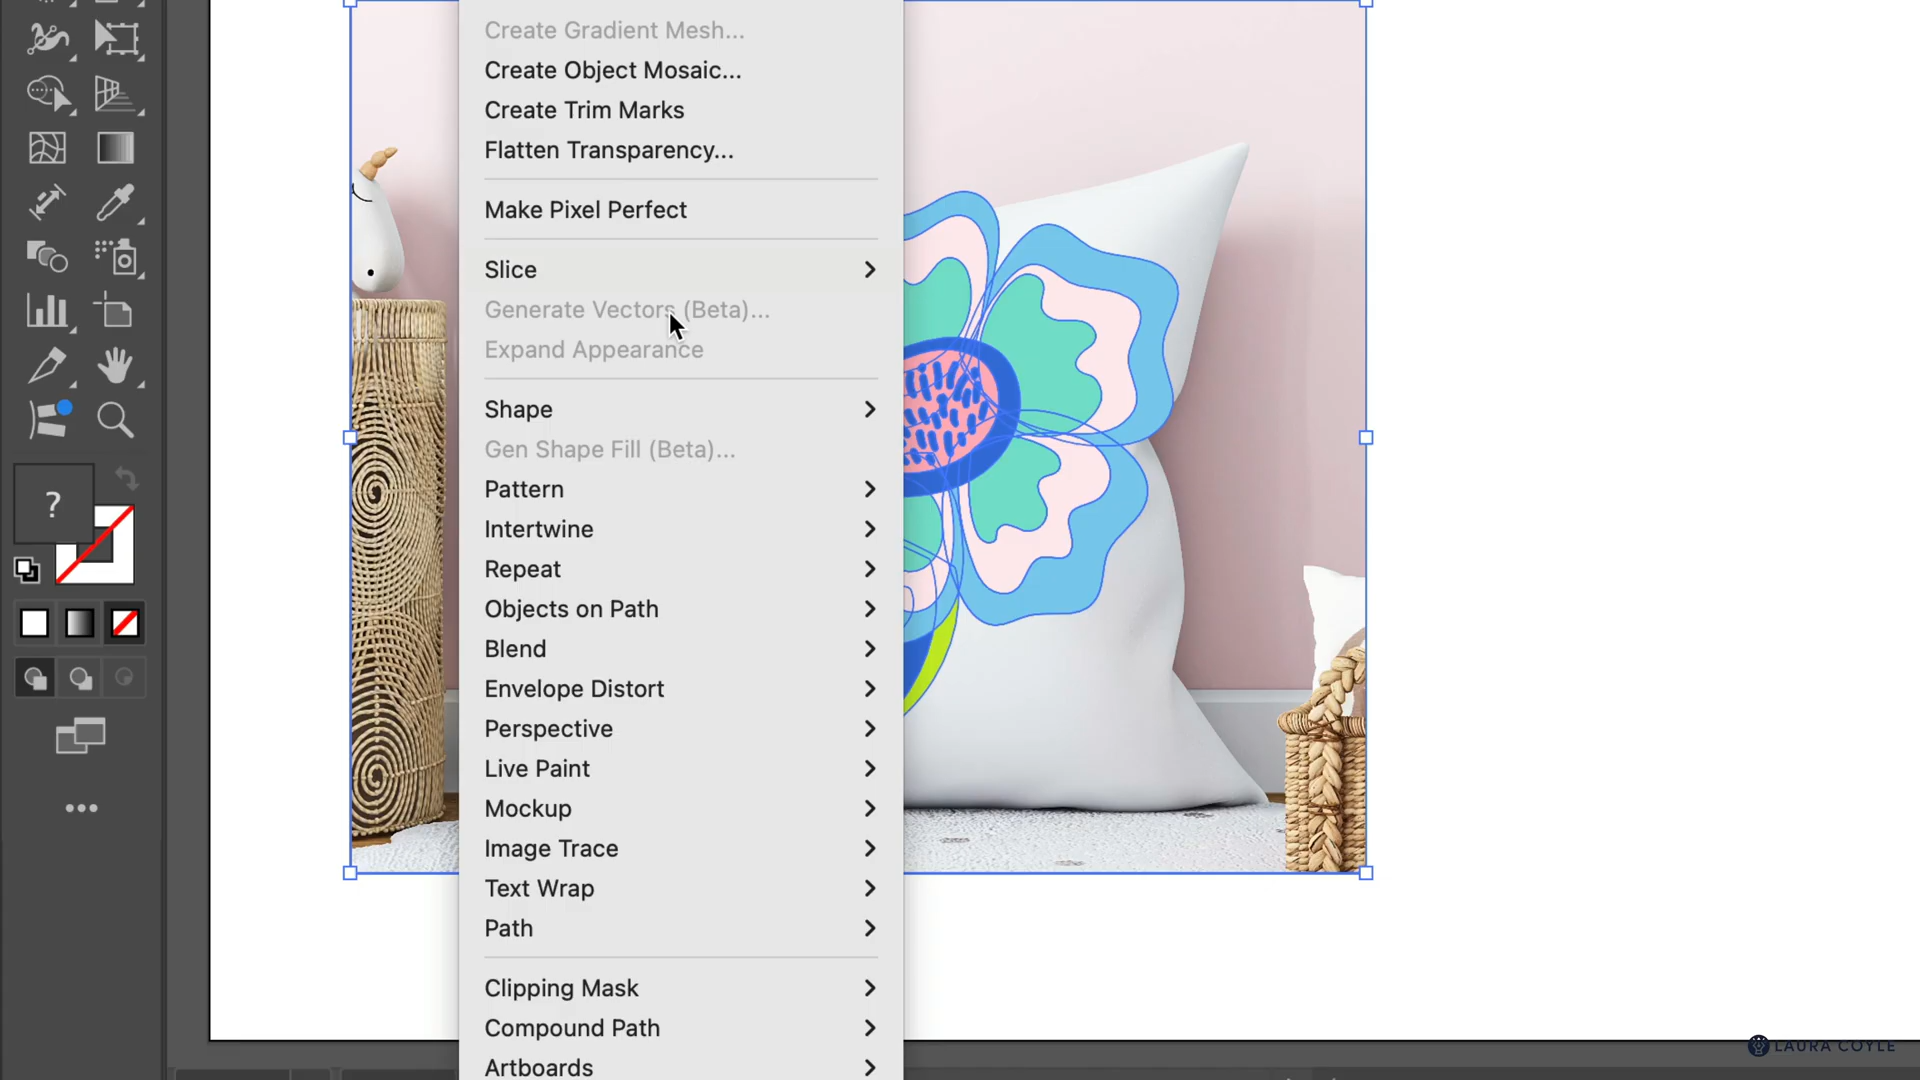 Create Gradient Mesh...
Create Object Mosaic...
Create Trim Marks
Flatten Transparency...
Make Pixel Perfect
Slice
Generate Vectors (Beta)...
Expand Appearance
Shape
Gen Shape Fill (Beta)...
Pattern
Intertwine
Repeat
Objects on Path
Blend
Envelope Distort
Perspective
Live Paint
Mockup
Image Trace
Text Wrap
Path
Clipping Mask
Compound Path
Artboards
?
LAURA COYLE